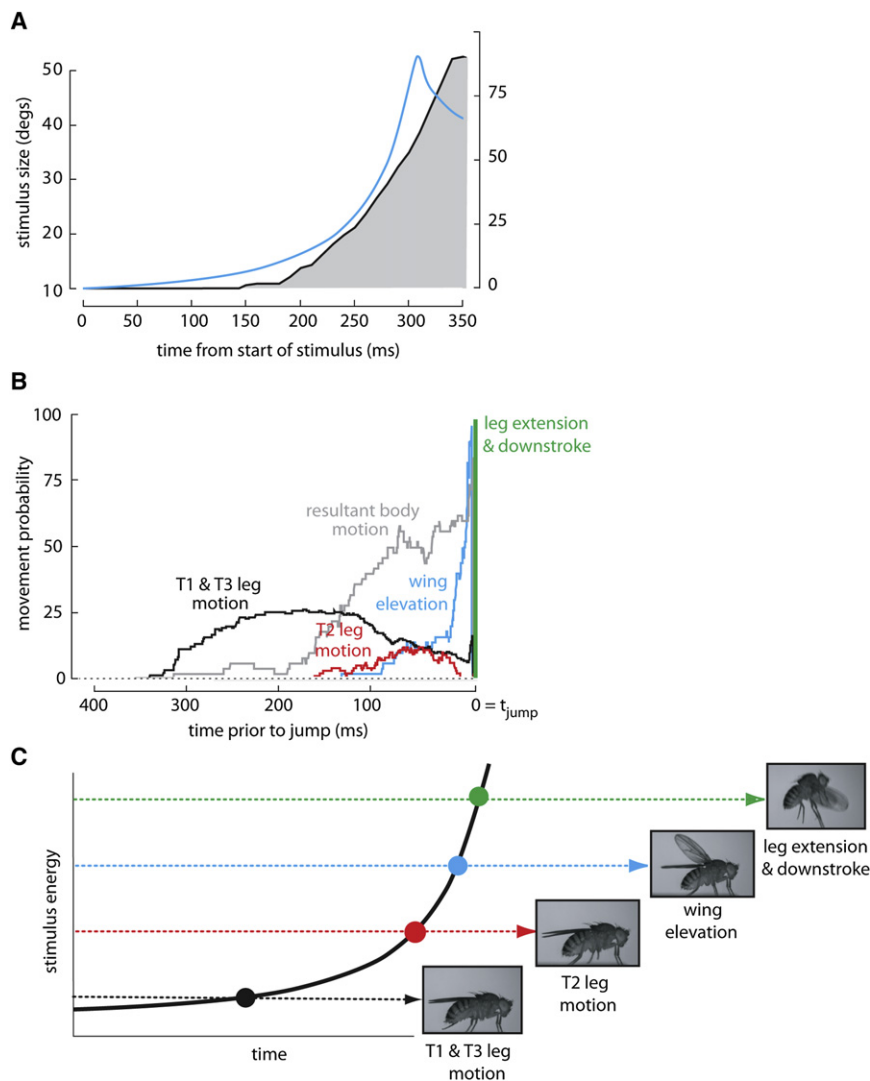 A
stimulus size (degs)
50
40
30
20
10
75
50
25
0
0 50 100 150 200 250 300 350
time from start of stimulus (ms)
B
movement probability
100
75
50
25
0
leg extension
& downstroke
resultant body
motion
wing
elevation
T1 & T3 leg
motion
T2 leg
motion
400 300 200 100 0 = tjump
time prior to jump (ms)
C
stimulus energy
leg extension
& downstroke
wing
elevation
T2 leg
motion
T1 & T3 leg
motion
time